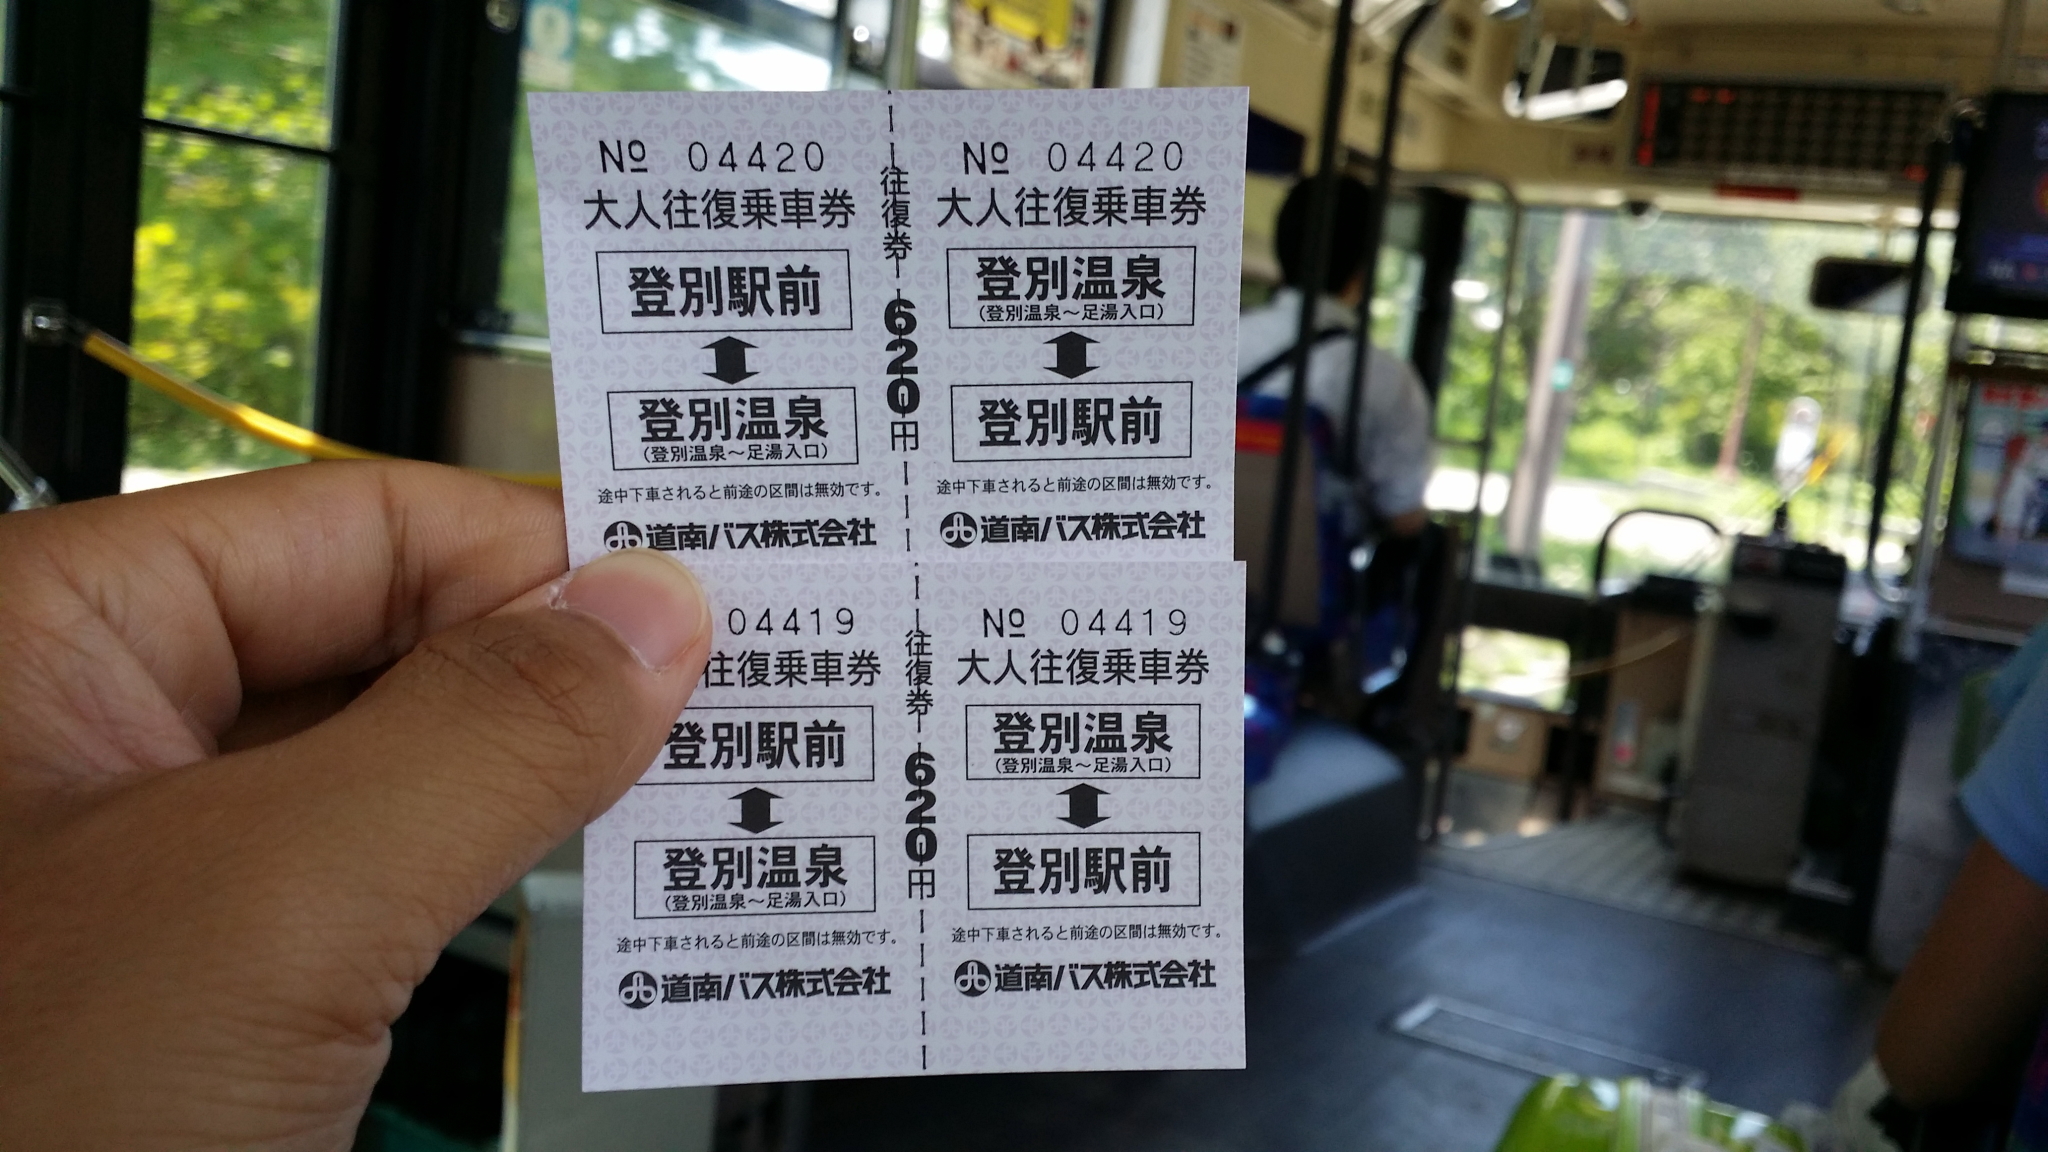 No 04420
大人往復乗車券
登別駅前
登別温泉
(登別温泉～足湯入口)
途中下車されると前途の区間は無効です。
道南バス株式会社
往復券
620円
No 04420
大人往復乗車券
登別温泉
(登別温泉～足湯入口)
登別駅前
途中下車されると前途の区間は無効です。
道南バス株式会社
04419
往復乗車券
登別駅前
登別温泉
(登別温泉～足湯入口)
途中下車されると前途の区間は無効です。
道南バス株式会社
往復券
620円
No 04419
大人往復乗車券
登別温泉
(登別温泉～足湯入口)
登別駅前
途中下車されると前途の区間は無効です。
道南バス株式会社